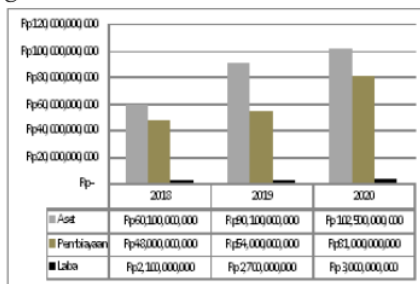 Rp120,000,000,000
Rp100,000,000,000
Rp80,000,000,000
Rp60,000,000,000
Rp40,000,000,000
Rp20,000,000,000
Rp-
2018 2019 2020
Aset Rp60,100,000,000 Rp90,100,000,000 Rp102,500,000,000
Pembiayaan Rp48,000,000,000 Rp54,000,000,000 Rp81,000,000,000
Laba Rp2,100,000,000 Rp2,700,000,000 Rp3,000,000,000